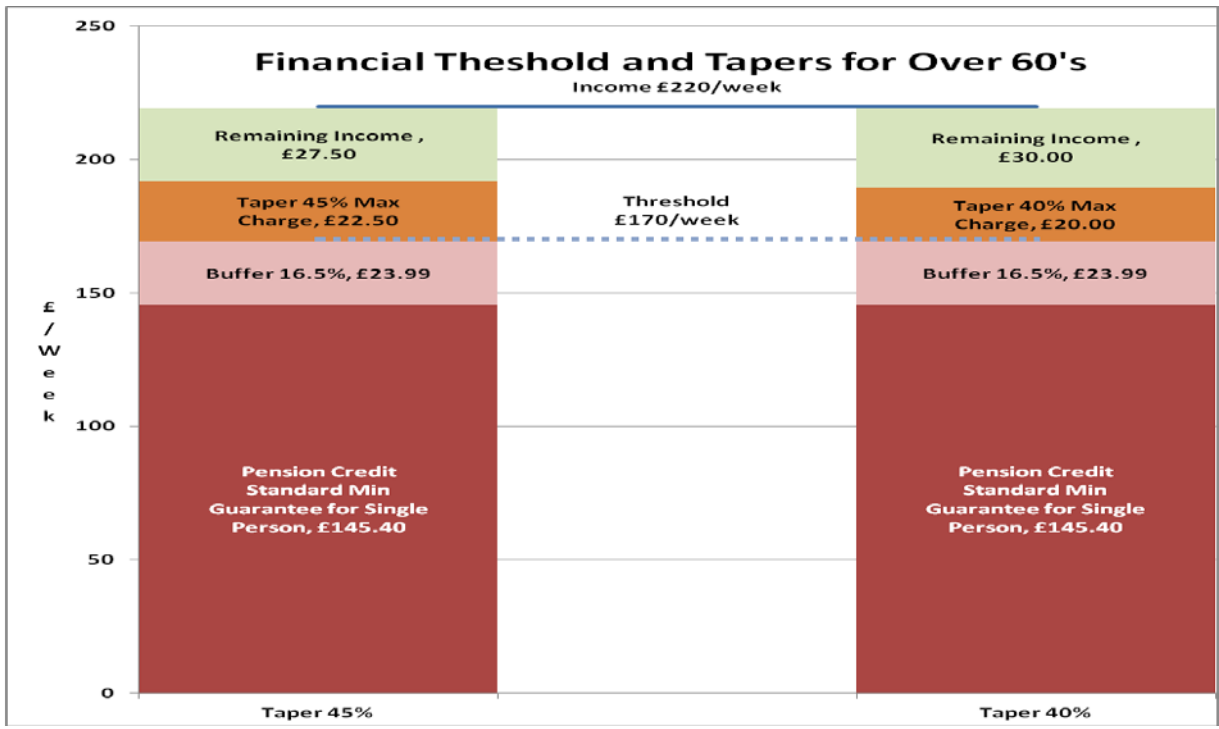 250
Financial Theshold and Tapers for Over 60's
Income £220/week
Remaining Income ,
£27.50
Remaining Income ,
£30.00
200
Taper 45% Max
Charge, £22.50
Threshold
£170/week
Taper 40% Max
Charge, £20.00
Buffer 16.5%, £23.99
Buffer 16.5%, £23.99
150
£
/
W
e
e
k
100
Pension Credit
Standard Min
Guarantee for Single
Person, £145.40
Pension Credit
Standard Min
Guarantee for Single
Person, £145.40
50
0
Taper 45%
Taper 40%